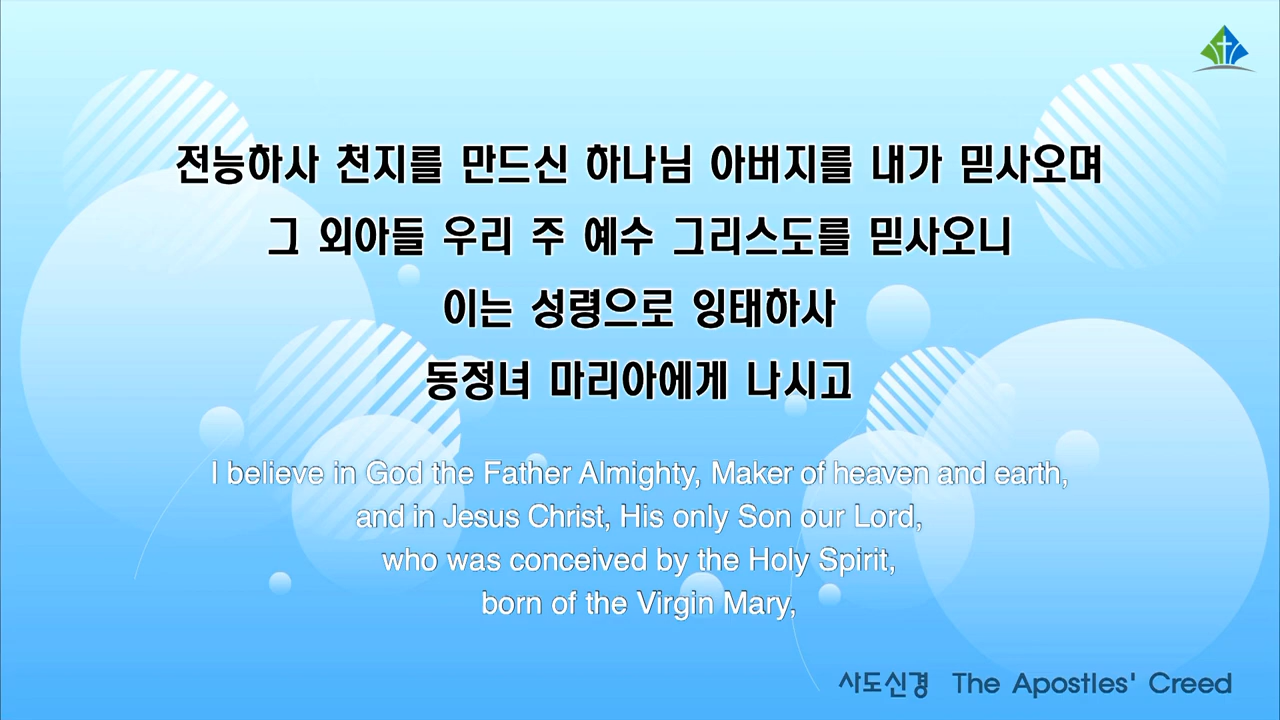 전능하사 천지를 만드신 하나님 아버지를 내가 믿사오며
그 외아들 우리 주 예수 그리스도를 믿사오니
이는 성령으로 잉태하사
동정녀 마리아에게 나시고
I believe in God the Father Almighty, Maker of heaven and earth,
and in Jesus Christ, His only Son our Lord,
who was conceived by the Holy Spirit,
born of the Virgin Mary,
사도신경 The Apostles' Creed